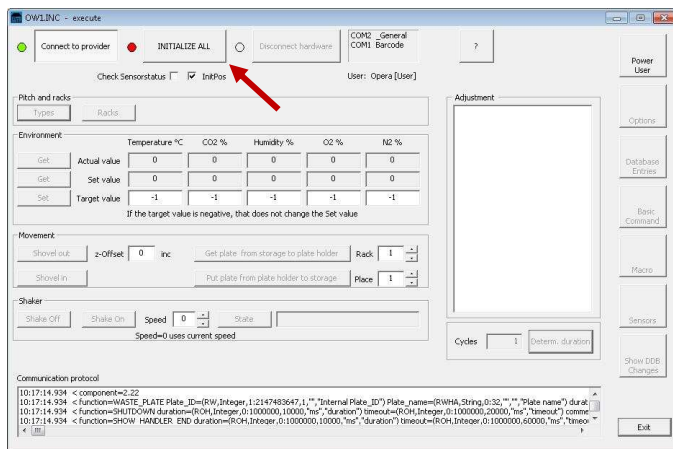 OW1.INC - execute
Connect to provider
INITIALIZE ALL
Disconnect hardware
COM2 _General
COM1 Barcode
?
Power
User
Check Sensorstatus
InitPos
User: Opera [User]
Pitch and racks
Types
Racks
Adjustment
Options
Environment
Temperature °C CO2 % Humidity % O2 % N2 %
Get Actual value 0 0 0 0 0
Get Set value 0 0 0 0 0
Set Target value -1 -1 -1 -1 -1
If the target value is negative, that does not change the Set value
Database
Entries
Basic
Command
Movement
Shovel out z-Offset 0 inc Get plate from storage to plate holder Rack 1
Shovel in Put plate from plate holder to storage Place 1
Macro
Shaker
Shake Off Shake On Speed 0 State
Speed=0 uses current speed
Sensors
Cycles 1 Determ. duration
Show DDB
Changes
Communication protocol
10:17:14.934 < component=2.22
10:17:14.934 < function=WASTE_PLATE Plate_ID=(RW,Integer,1:2147483647,1,"","Internal Plate_ID") Plate_name=(RWHA,String,0:32,"","","Plate name") durat
10:17:14.934 < function=SHUTDOWN duration=(ROH,Integer,0:1000000,10000,"ms","duration") timeout=(ROH,Integer,0:1000000,20000,"ms","timeout") comme
10:17:14.934 < function=SHOW_HANDLER_END duration=(ROH,Integer,0:1000000,10000,"ms","duration") timeout=(ROH,Integer,0:1000000,60000,"ms","timeo
Exit